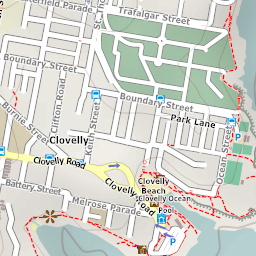 Trafalgar Street
Boundary Street
Clifton Road
Boundary Street
Park Lane
Burnie Street
Keith Street
Ocean Street
Clovelly
Clovelly Road
P
Battery Street
Clovelly Road
Clovelly
Beach
Clovelly Ocean
Pool
Melrose Parade
P